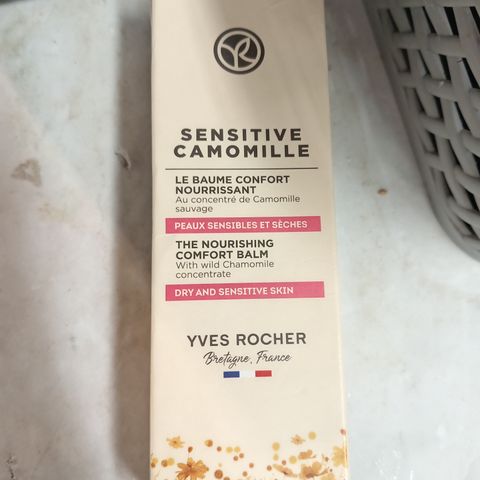 SENSITIVE
CAMOMILLE
LE BAUME CONFORT
NOURRISSANT
Au concentré de Camomille
sauvage
PEAUX SENSIBLES ET SÈCHES
THE NOURISHING
COMFORT BALM
With wild Chamomile
concentrate
DRY AND SENSITIVE SKIN
YVES ROCHER
Bretagne, France